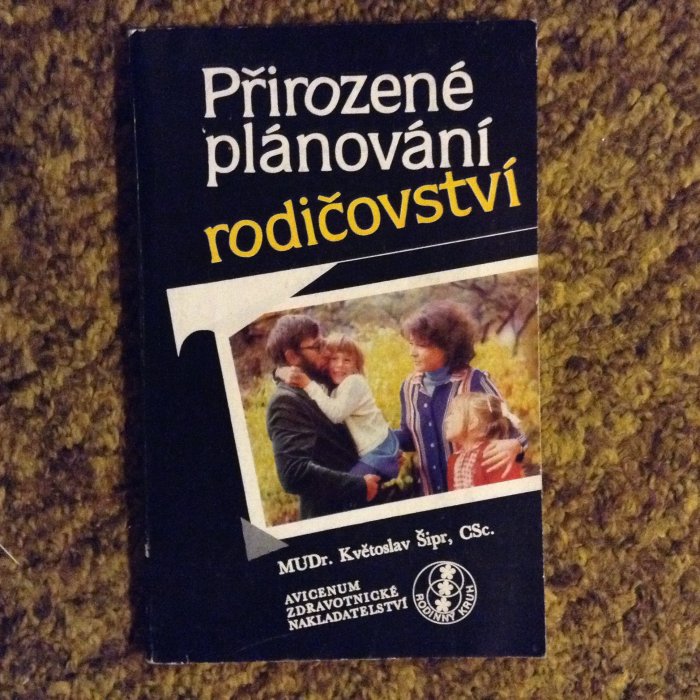 Přirozené
plánování
rodičovství
MUDr. Květoslav Šipr, CSc.
AVICENUM
ZDRAVOTNICKÉ
NAKLADATELSTVÍ
RODINNÝ KRUH